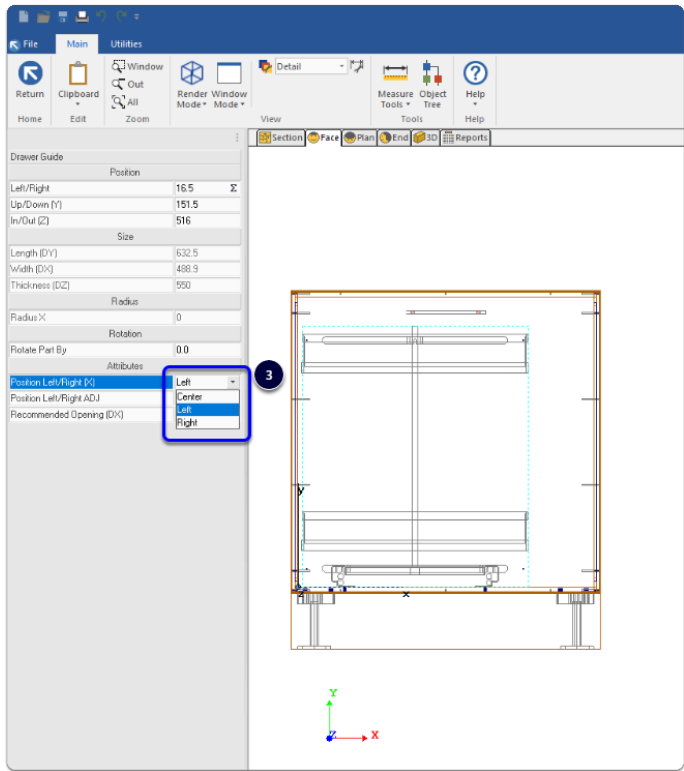 File Main Utilities
Return
Clipboard
Window
Out
All
Render Mode
Window Mode
Detail
Measure Tools
Object Tree
Help
Home Edit Zoom View Tools Help
Section Face Plan End 3D Reports
Drawer Guide
Position
Left/Right 16.5 Σ
Up/Down (Y) 151.5
In/Out (Z) 516
Size
Length (DY) 632.5
Width (DX) 488.9
Thickness (DZ) 550
Radius
Radius X 0
Rotation
Rotate Part By 0.0
Attributes
Position Left/Right (X) Left
Position Left/Right ADJ
Recommended Opening (DX)
Center
Left
Right
3
y
z x
Y
Z X